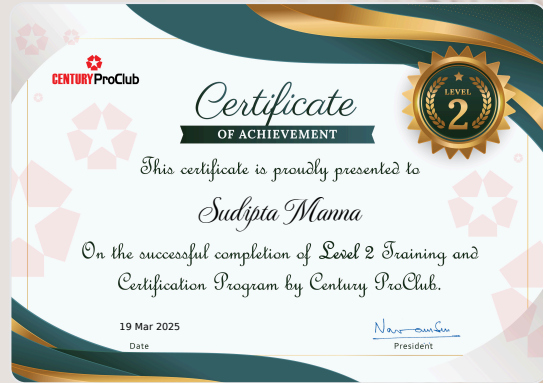 CENTURY ProClub
Certificate
OF ACHIEVEMENT
LEVEL
2
This certificate is proudly presented to
Sudipta Manna
On the successful completion of Level 2 Training and
Certification Program by Century ProClub.
19 Mar 2025
Date
President